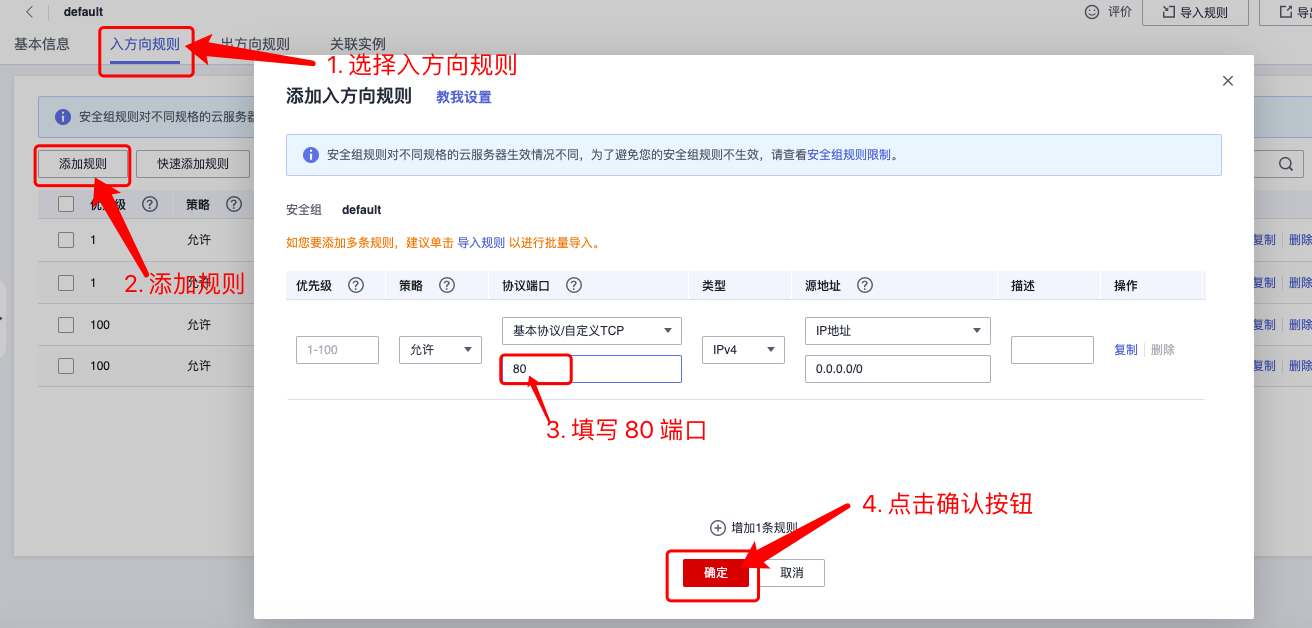 default
评价
导入规则
基本信息
入方向规则
出方向规则
关联实例
1. 选择入方向规则
添加入方向规则
教我设置
安全组规则对不同规格的云服务器
安全组规则对不同规格的云服务器生效情况不同，为了避免您的安全组规则不生效，请查看安全组规则限制。
添加规则
快速添加规则
安全组 default
如您要添加多条规则，建议单击 导入规则 以进行批量导入。
策略
1 允许
1
100 允许
100 允许
2. 添加规则
优先级 策略 协议端口 类型 源地址 描述 操作
1-100
允许
基本协议/自定义TCP
80
IPv4
IP地址
0.0.0.0/0
复制 删除
复制 删除
复制 删除
复制 删除
复制 删除
3. 填写 80 端口
4. 点击确认按钮
增加1条规则
确定
取消